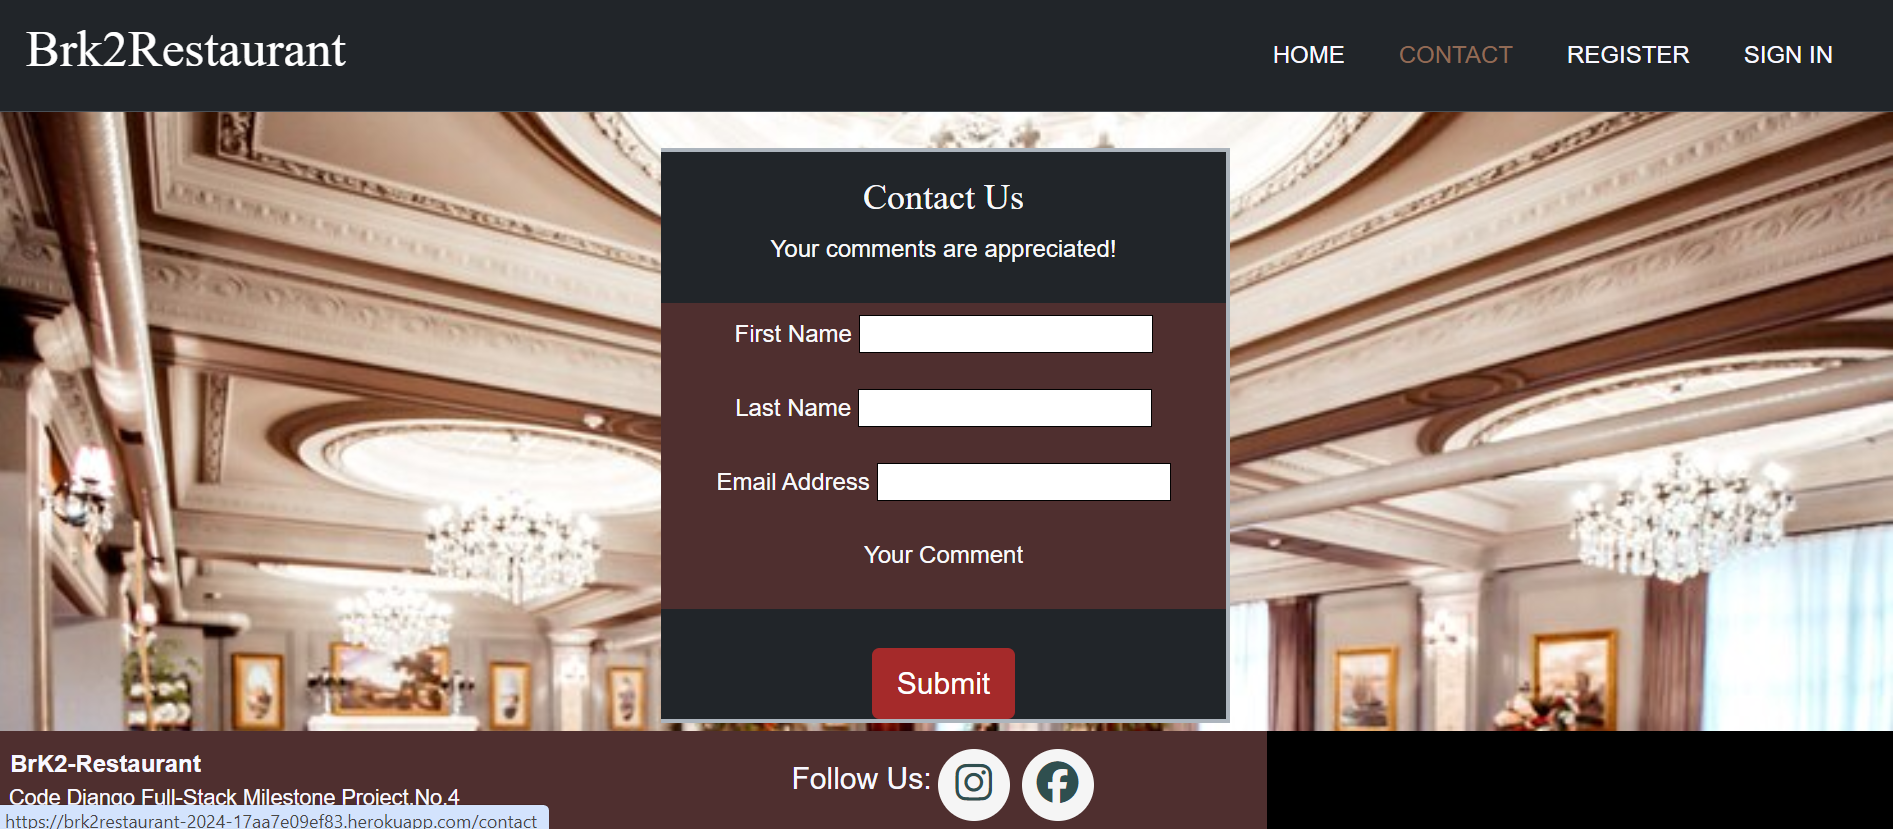 Brk2Restaurant
HOME CONTACT REGISTER SIGN IN
Contact Us
Your comments are appreciated!
First Name
Last Name
Email Address
Your Comment
Submit
BrK2-Restaurant
Code Django Full-Stack Milestone Project.No.4
Follow Us:
https://brk2restaurant-2024-17aa7e09ef83.herokuapp.com/contact